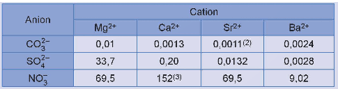 Anion Cation
Mg²⁺ Ca²⁺ Sr²⁺ Ba²⁺
CO₃²⁻ 0,01 0,0013 0,0011⁽²⁾ 0,0024
SO₄²⁻ 33,7 0,20 0,0132 0,0028
NO₃⁻ 69,5 152⁽³⁾ 69,5 9,02